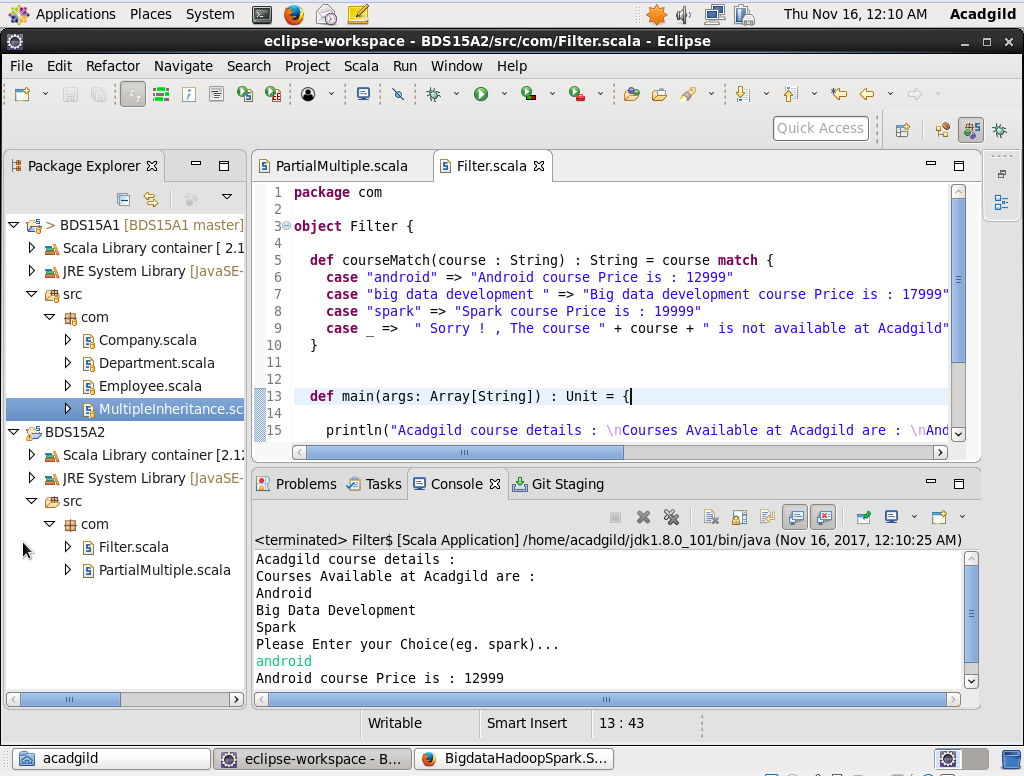 Applications Places System Thu Nov 16, 12:10 AM Acadgild
eclipse-workspace - BDS15A2/src/com/Filter.scala - Eclipse
File Edit Refactor Navigate Search Project Scala Run Window Help
Quick Access
Package Explorer
> BDS15A1 [BDS15A1 master]
Scala Library container [ 2.1
JRE System Library [JavaSE-
src
com
Company.scala
Department.scala
Employee.scala
MultipleInheritance.sc
BDS15A2
Scala Library container [2.12
JRE System Library [JavaSE-
src
com
Filter.scala
PartialMultiple.scala
PartialMultiple.scala Filter.scala
1 package com
2
3 object Filter {
4
5 def courseMatch(course : String) : String = course match {
6 case "android" => "Android course Price is : 12999"
7 case "big data development " => "Big data development course Price is : 17999"
8 case "spark" => "Spark course Price is : 19999"
9 case _ => " Sorry ! , The course " + course + " is not available at Acadgild"
10 }
11
12
13 def main(args: Array[String]) : Unit = {
14
15 println("Acadgild course details : \nCourses Available at Acadgild are : \nAnd
Problems Tasks Console Git Staging
<terminated> Filter$ [Scala Application] /home/acadgild/jdk1.8.0_101/bin/java (Nov 16, 2017, 12:10:25 AM)
Acadgild course details :
Courses Available at Acadgild are :
Android
Big Data Development
Spark
Please Enter your Choice(eg. spark)...
android
Android course Price is : 12999
Writable Smart Insert 13 : 43
acadgild eclipse-workspace - B... BigdataHadoopSpark.S...